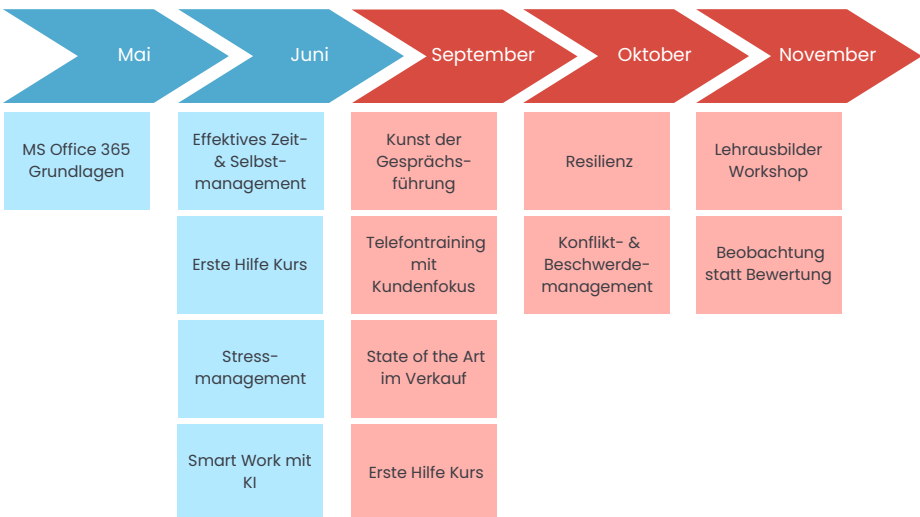 Mai
Juni
September
Oktober
November
MS Office 365
Grundlagen
Effektives Zeit-
& Selbst-
management
Erste Hilfe Kurs
Stress-
management
Smart Work mit
KI
Kunst der
Gesprächs-
führung
Telefontraining
mit
Kundenfokus
State of the Art
im Verkauf
Erste Hilfe Kurs
Resilienz
Konflikt- &
Beschwerde-
management
Lehrausbilder
Workshop
Beobachtung
statt Bewertung